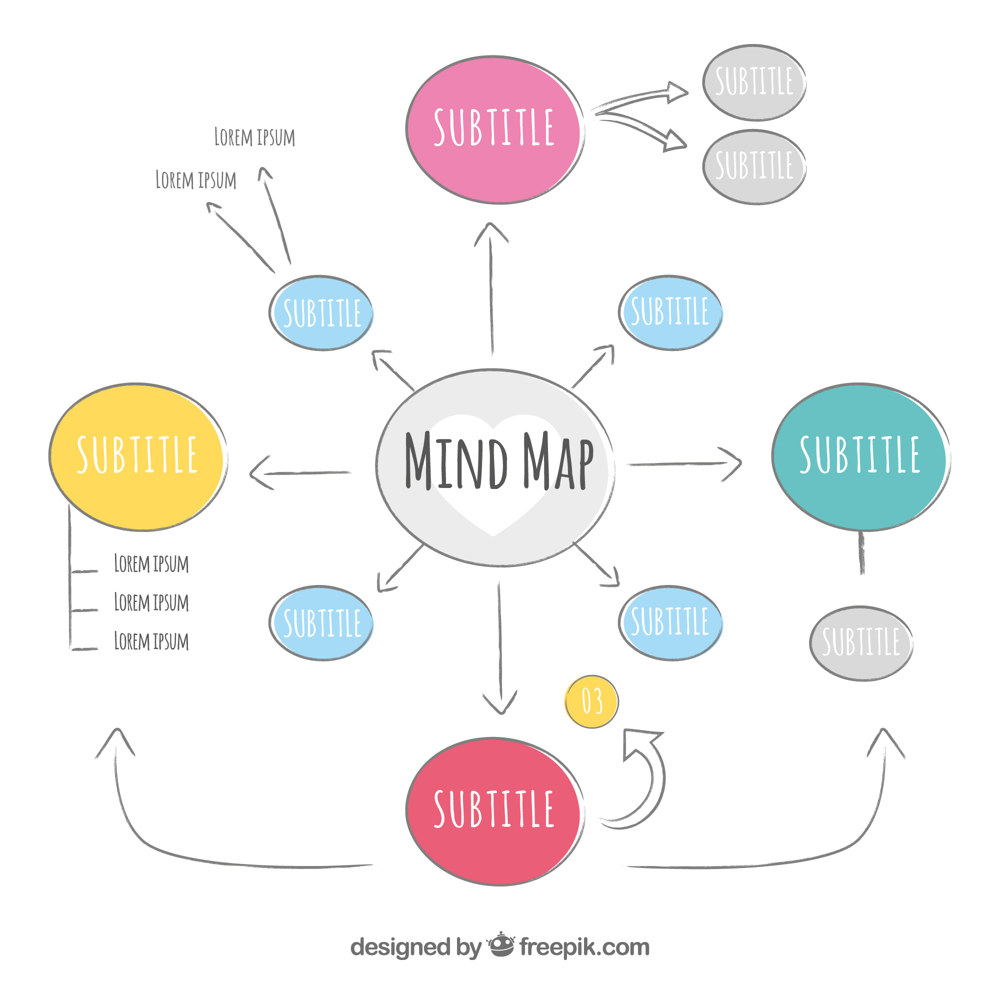 SUBTITLE
SUBTITLE
SUBTITLE
LOREM IPSUM
LOREM IPSUM
SUBTITLE
SUBTITLE
SUBTITLE
MIND MAP
SUBTITLE
LOREM IPSUM
LOREM IPSUM
LOREM IPSUM
SUBTITLE
SUBTITLE
SUBTITLE
03
SUBTITLE
designed by freepik.com